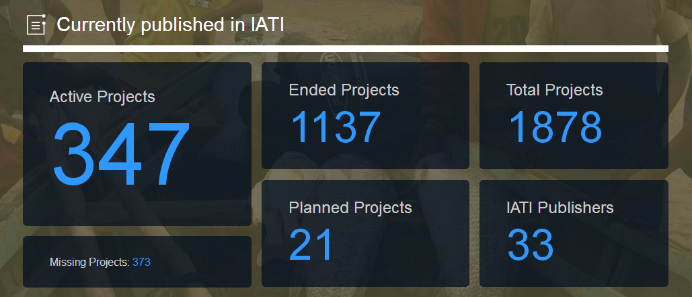 Currently published in IATI
Active Projects
347
Missing Projects: 373
Ended Projects
1137
Total Projects
1878
Planned Projects
21
IATI Publishers
33